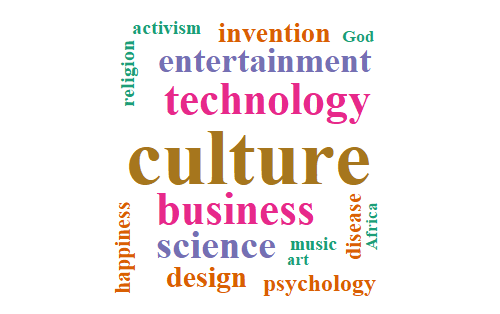 activism
invention
God
religion
entertainment
technology
culture
business
happiness
disease
Africa
science
music
art
design
psychology